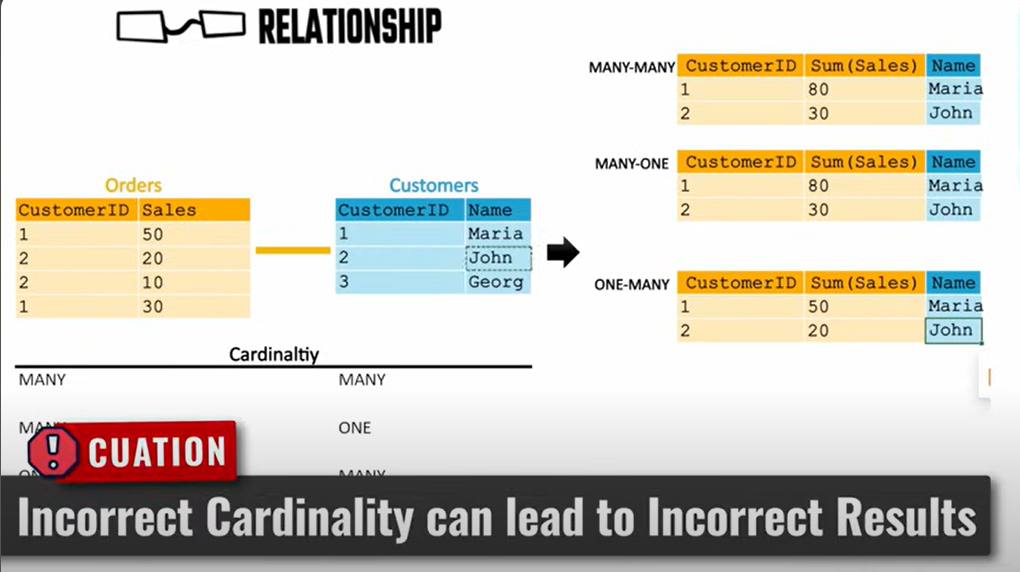 RELATIONSHIP
MANY-MANY
CustomerID Sum(Sales) Name
1 80 Maria
2 30 John
MANY-ONE
CustomerID Sum(Sales) Name
1 80 Maria
2 30 John
ONE-MANY
CustomerID Sum(Sales) Name
1 50 Maria
2 20 John
Orders
CustomerID Sales
1 50
2 20
2 10
1 30
Customers
CustomerID Name
1 Maria
2 John
3 Georg
Cardinaltiy
MANY MANY
MANY ONE
MANY
CUATION
Incorrect Cardinality can lead to Incorrect Results